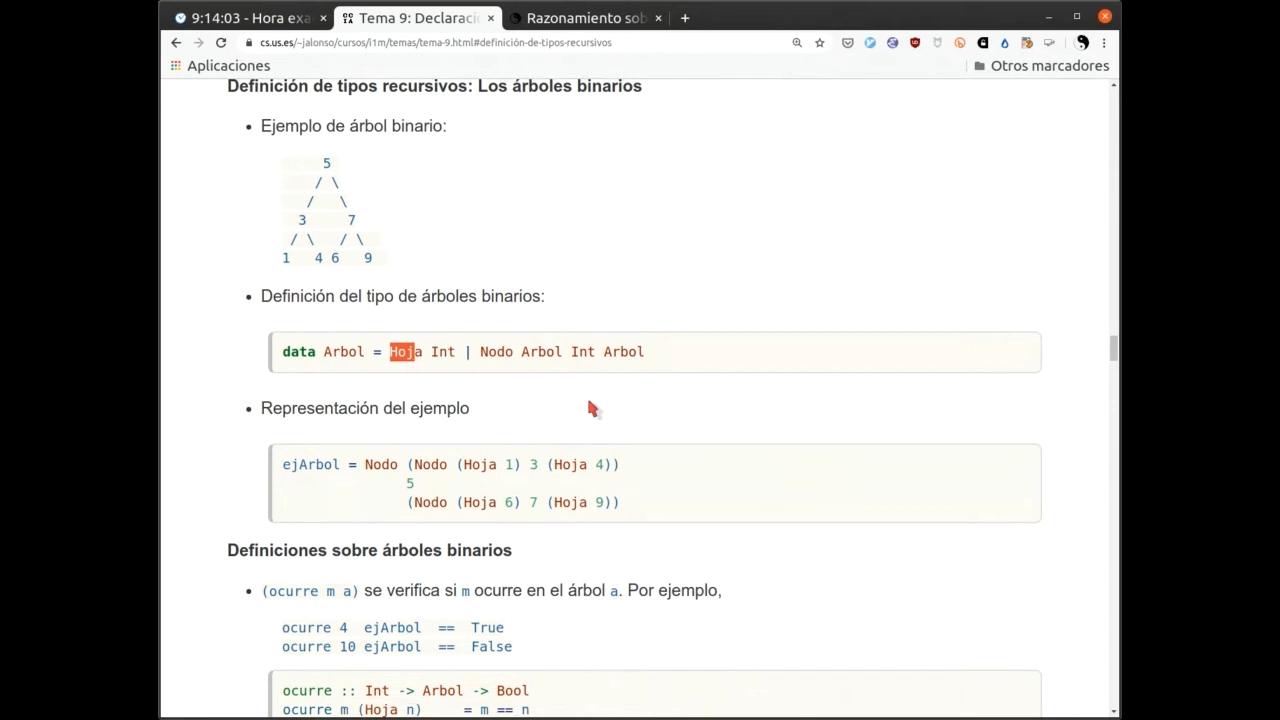 9:14:03 - Hora exa × Tema 9: Declaraci × Razonamiento sob × +
cs.us.es/~jalonso/cursos/i1m/temas/tema-9.html#definición-de-tipos-recursivos
Aplicaciones Otros marcadores
Definición de tipos recursivos: Los árboles binarios
• Ejemplo de árbol binario:
5
/ \
/ \
3 7
/ \ / \
1 4 6 9
• Definición del tipo de árboles binarios:
data Arbol = Hoja Int | Nodo Arbol Int Arbol
• Representación del ejemplo
ejArbol = Nodo (Nodo (Hoja 1) 3 (Hoja 4))
5
(Nodo (Hoja 6) 7 (Hoja 9))
Definiciones sobre árboles binarios
• (ocurre m a) se verifica si m ocurre en el árbol a. Por ejemplo,
ocurre 4 ejArbol == True
ocurre 10 ejArbol == False
ocurre :: Int -> Arbol -> Bool
ocurre m (Hoja n) = m == n